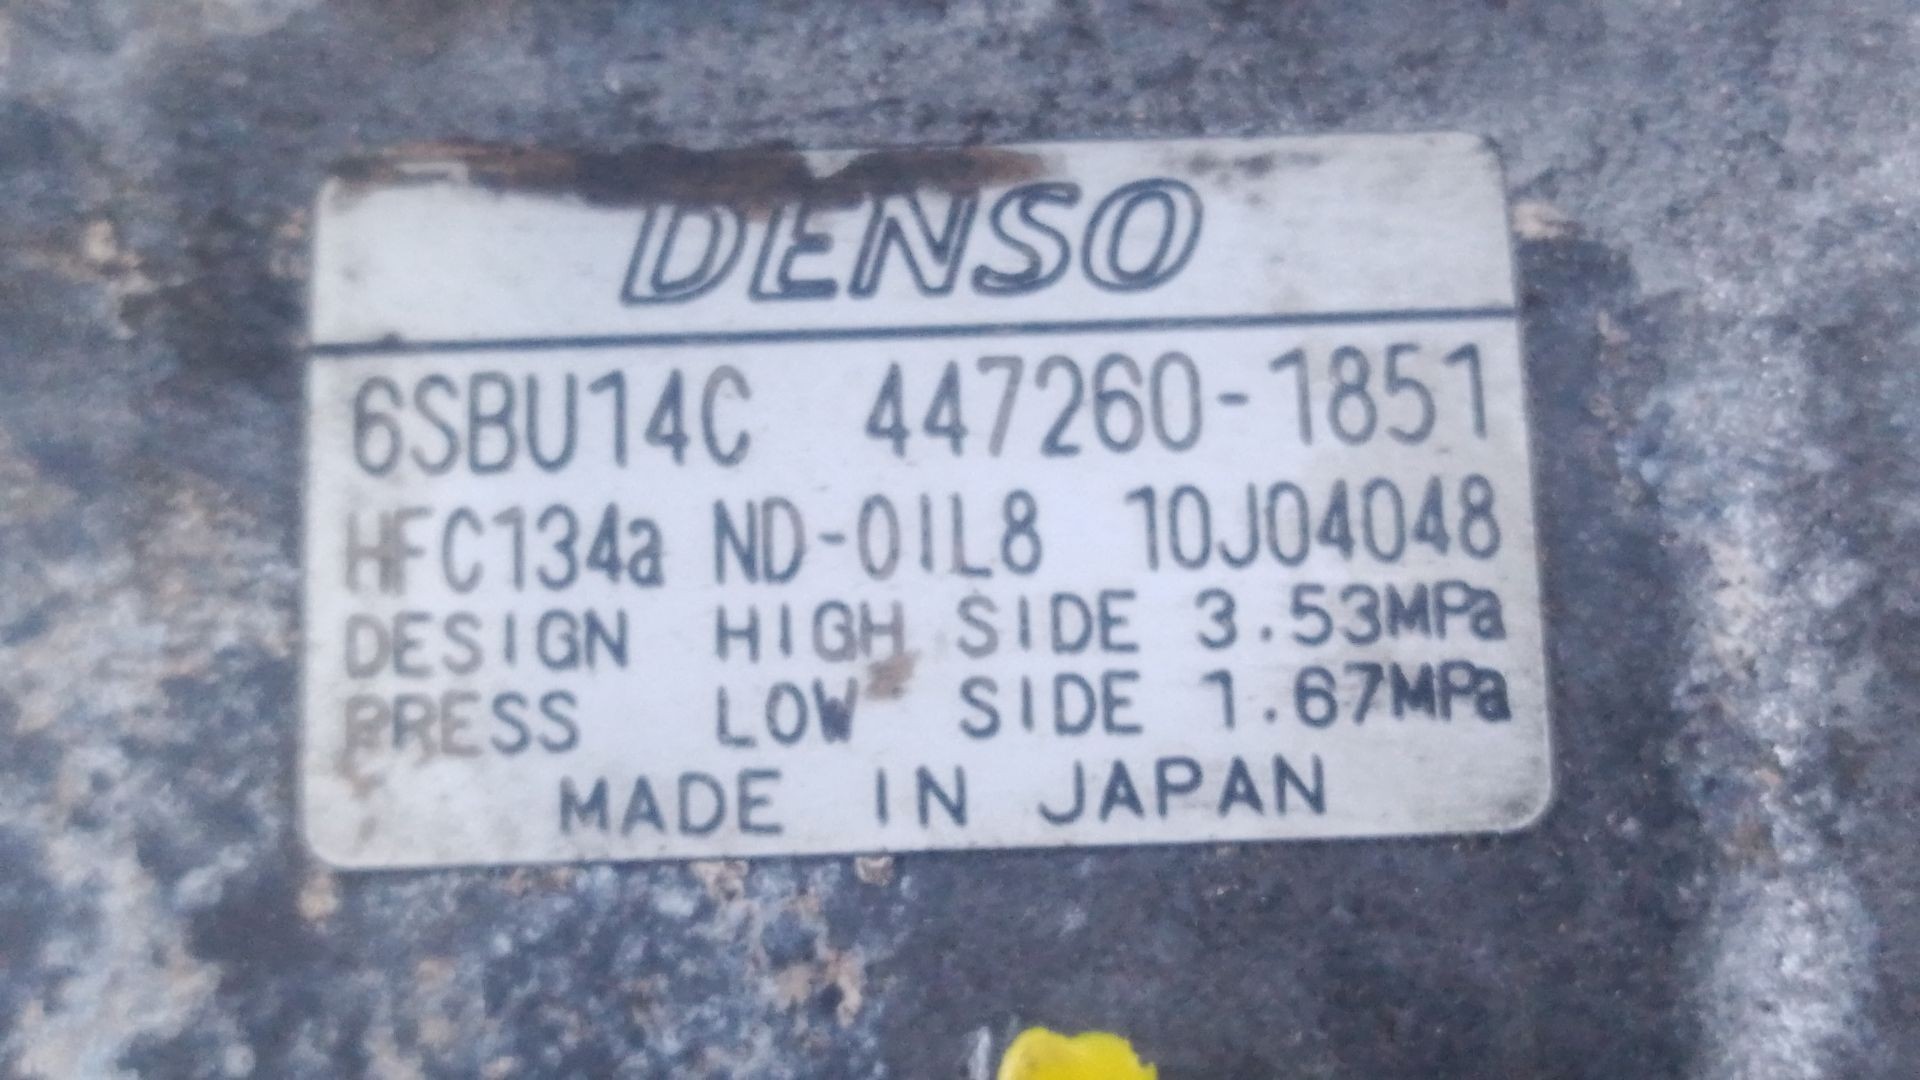 DENSO
6SBU14C 447260-1851
HFC134a ND-OIL8 10J04048
DESIGN HIGH SIDE 3.53MPa
PRESS LOW SIDE 1.67MPa
MADE IN JAPAN